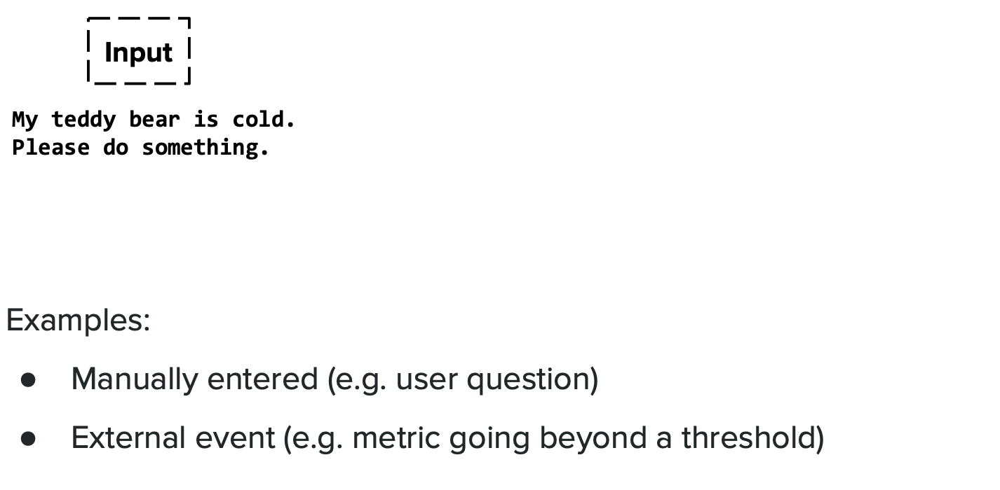 Input
My teddy bear is cold.
Please do something.
Examples:
● Manually entered (e.g. user question)
● External event (e.g. metric going beyond a threshold)